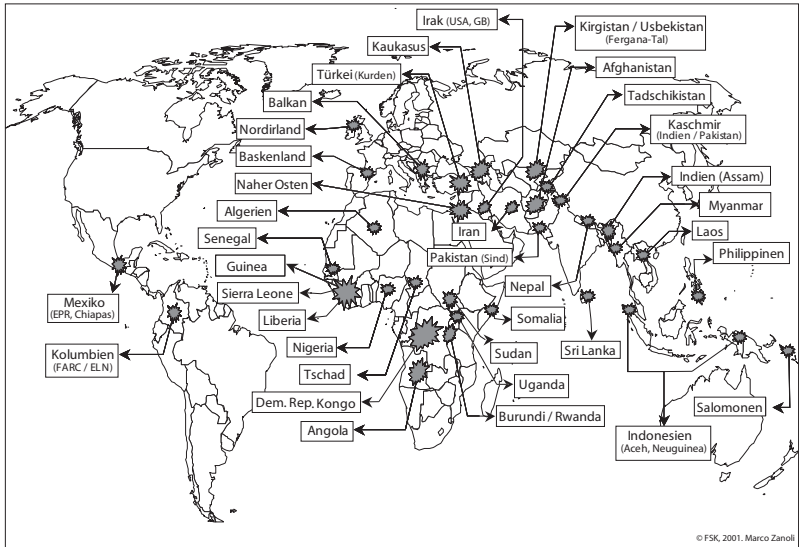 Irak (USA, GB)
Kaukasus
Türkei (Kurden)
Balkan
Nordirland
Baskenland
Naher Osten
Algerien
Senegal
Guinea
Sierra Leone
Liberia
Nigeria
Tschad
Dem. Rep. Kongo
Angola
Mexiko
(EPR, Chiapas)
Kolumbien
(FARC / ELN)
Kirgistan / Usbekistan
(Fergana-Tal)
Afghanistan
Tadschikistan
Kaschmir
(Indien / Pakistan)
Indien (Assam)
Myanmar
Laos
Philippinen
Iran
Pakistan (Sind)
Nepal
Somalia
Sri Lanka
Sudan
Uganda
Burundi / Rwanda
Salomonen
Indonesien
(Aceh, Neuguinea)
© FSK, 2001. Marco Zanoli